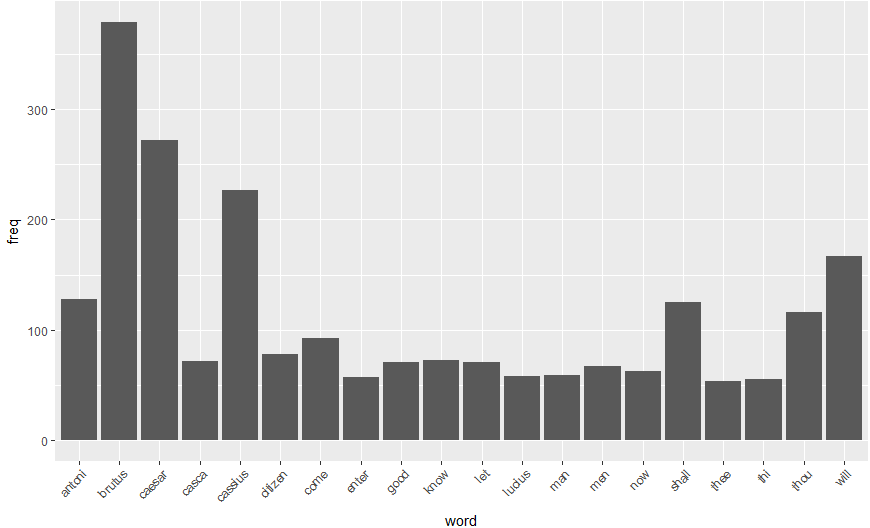 300
200
100
0
freq
antoni
brutus
caesar
casca
cassius
citizen
come
enter
good
know
let
lucius
man
men
now
shall
thee
thi
thou
will
word